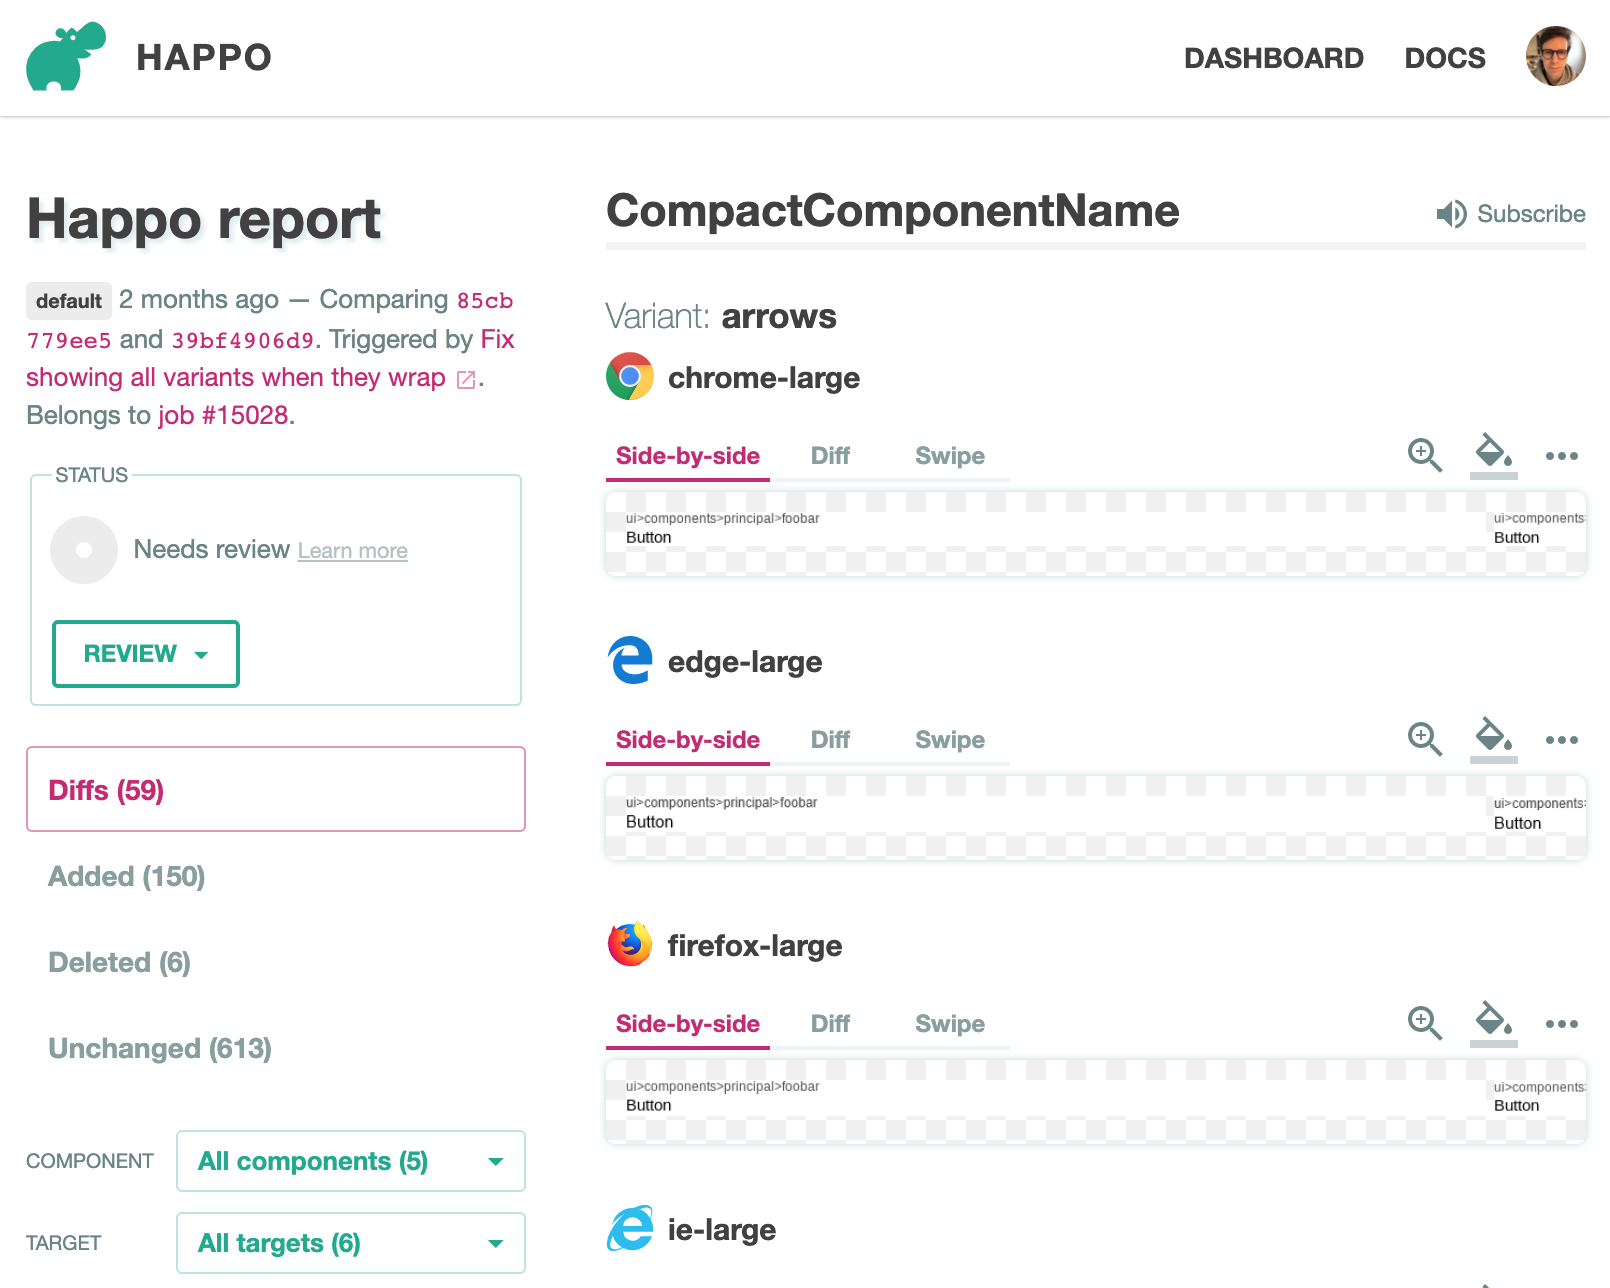 HAPPO
DASHBOARD
DOCS
Happo report
default 2 months ago — Comparing 85cb
779ee5 and 39bf4906d9. Triggered by Fix
showing all variants when they wrap .
Belongs to job #15028.
STATUS
Needs review Learn more
REVIEW
Diffs (59)
Added (150)
Deleted (6)
Unchanged (613)
COMPONENT
All components (5)
TARGET
All targets (6)
CompactComponentName
Subscribe
Variant: arrows
chrome-large
Side-by-side
Diff
Swipe
ui>components>principal>foobar
Button
ui>components>
Button
edge-large
Side-by-side
Diff
Swipe
ui>components>principal>foobar
Button
ui>components>
Button
firefox-large
Side-by-side
Diff
Swipe
ui>components>principal>foobar
Button
ui>components>
Button
ie-large